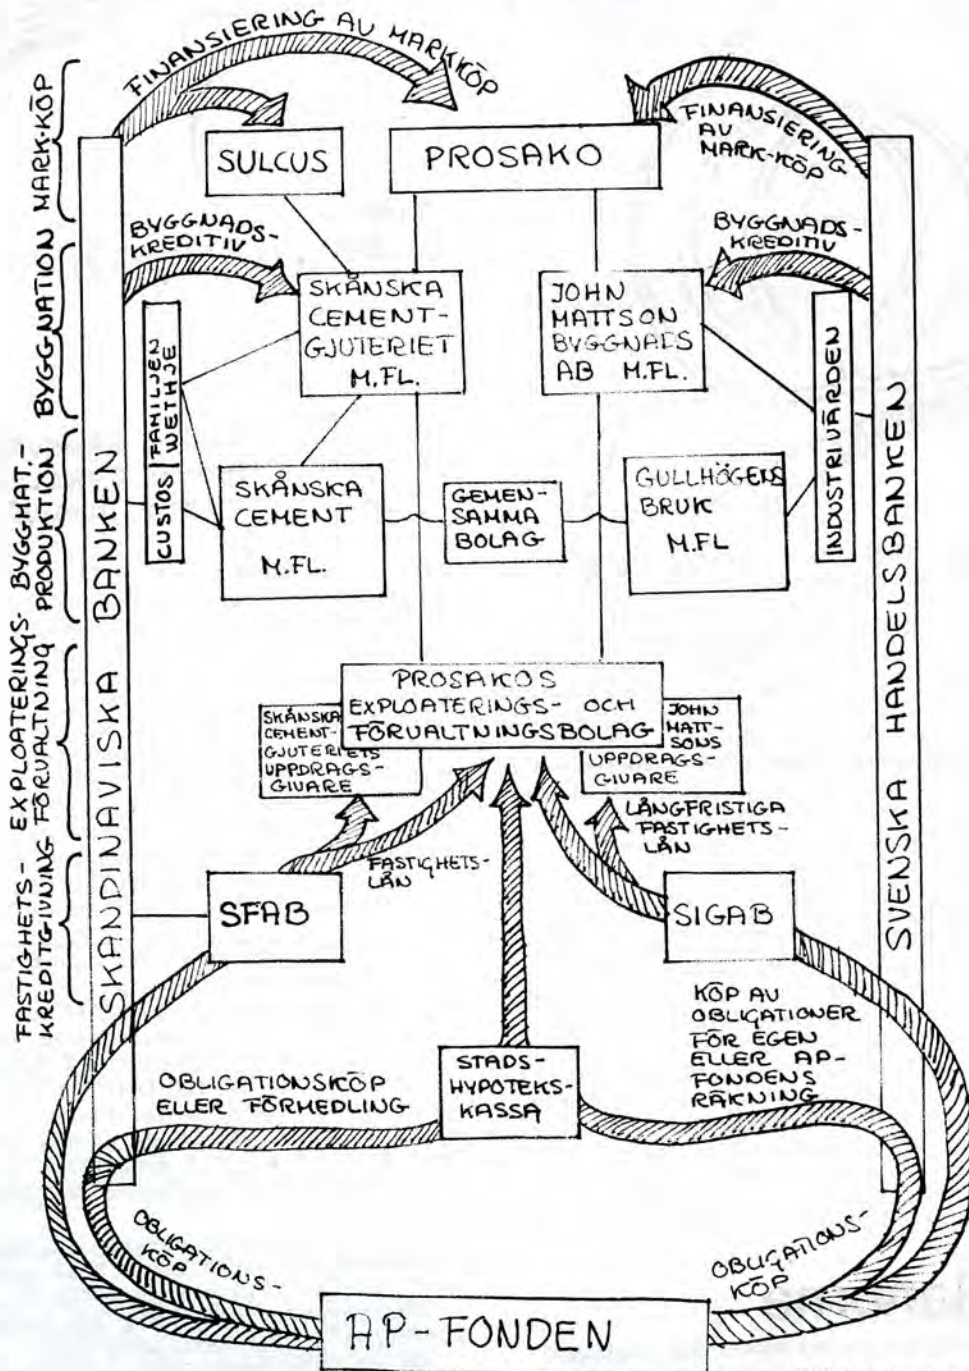 FINANSIERING AV MARKKÖP
MARK-KÖP
SULCUS
PROSAKO
FINANSIERING
AV
MARK-KÖP
BYGGNATION
BYGGNADS-
KREDITIV
BYGGNADS-
KREDITIV
SKÅNSKA
CEMENT-
GJUTERIET
M.FL.
JOHN
MATTSON
BYGGNADS
AB M.FL.
FAMILJEN
WETHJE
CUSTOS
INDUSTRIVÄRDEN
BYGGMAT.-
PRODUKTION
SKÅNSKA
CEMENT
M.FL.
GEMEN-
SAMMA
BOLAG
GULLHÖGENS
BRUK
M.FL
SKANDINAVISKA BANKEN
SVENSKA HANDELSBANKEN
EXPLOATERINGS-
FÖRVALTNING
PROSAKOS
EXPLOATERINGS- OCH
FÖRVALTNINGSBOLAG
SKÅNSKA
CEMENT-
GJUTERIETS
UPPDRAGS-
GIVARE
JOHN
MATT-
SONS
UPPDRAGS-
GIVARE
LÅNGFRISTIGA
FASTIGHETS-
LÅN
FASTIGHETS-
LÅN
FASTIGHETS-
KREDITGIVNING
SFAB
SIGAB
KÖP AV
OBLIGATIONER
FÖR EGEN
ELLER AP-
FONDENS
RÄKNING
STADS-
HYPOTEKS-
KASSA
OBLIGATIONSKÖP
ELLER FÖRMEDLING
OBLIGATIONS-
KÖP
OBLIGATIONS-
KÖP
AP-FONDEN